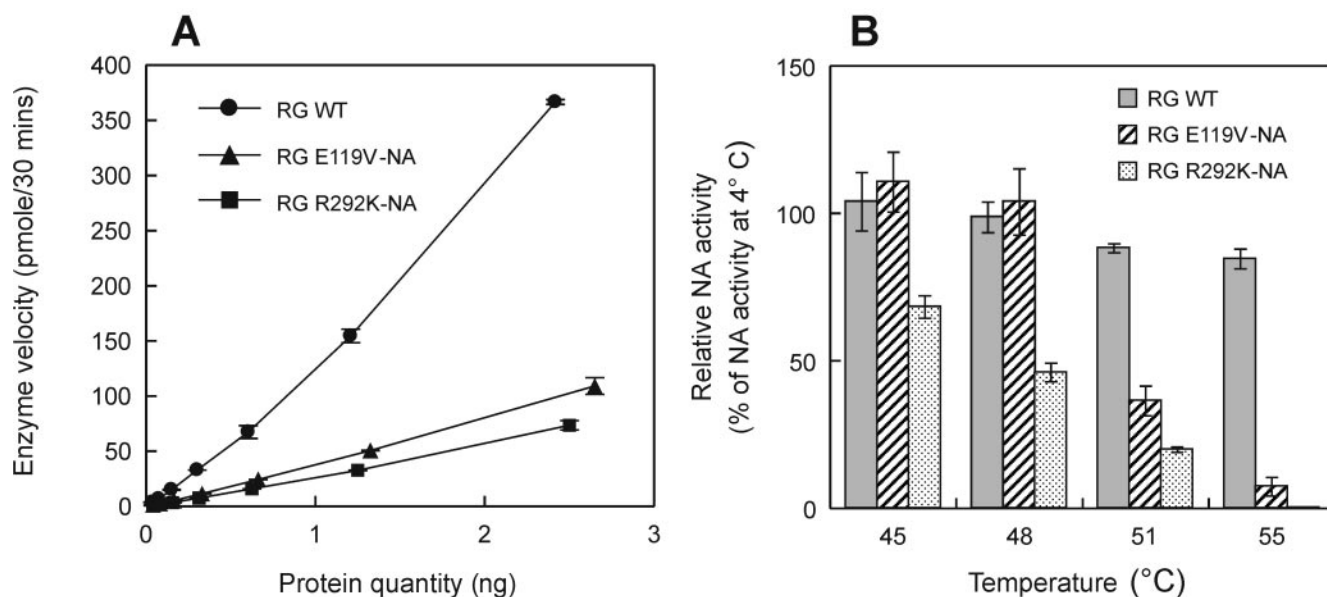 A
Enzyme velocity (pmole/30 mins)
400
350
300
250
200
150
100
50
0
RG WT
RG E119V-NA
RG R292K-NA
0
1
2
3
Protein quantity (ng)
B
Relative NA activity
(% of NA activity at 4° C)
150
100
50
0
RG WT
RG E119V-NA
RG R292K-NA
45
48
51
55
Temperature (°C)